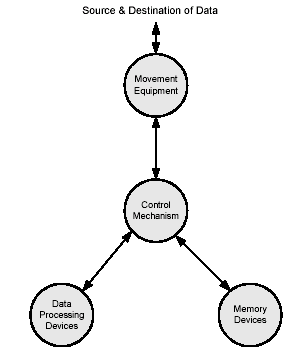 Source & Destination of Data
Movement
Equipment
Control
Mechanism
Data
Processing
Devices
Memory
Devices